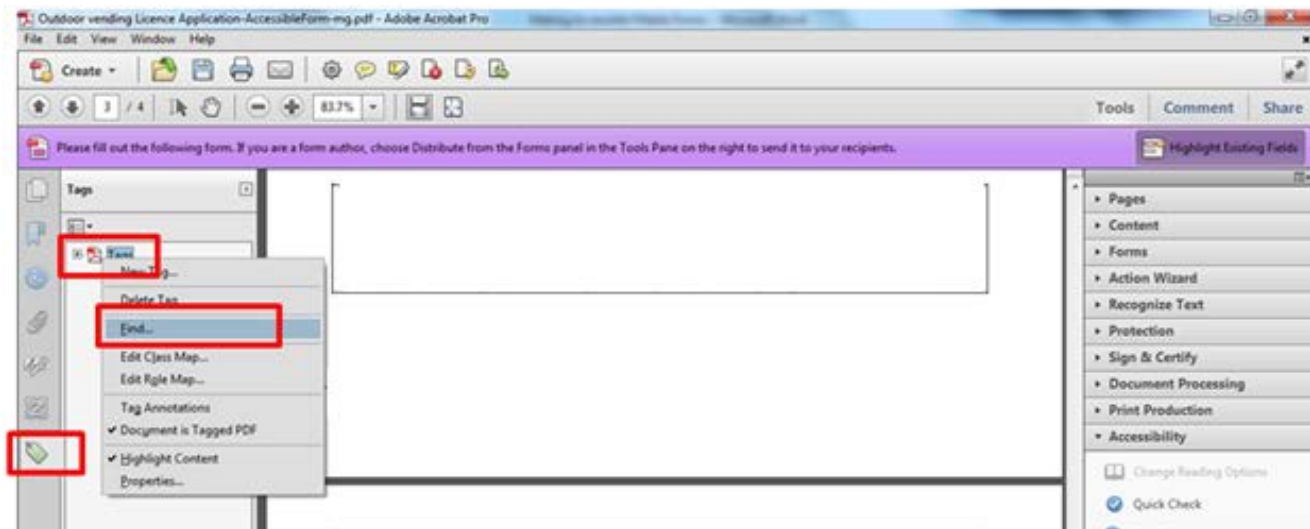 Outdoor vending Licence Application-AccessibleForm-mg.pdf - Adobe Acrobat Pro
File Edit View Window Help
Create
3 / 4 83.7% Tools Comment Share
Please fill out the following form. If you are a form author, choose Distribute from the Forms panel in the Tools Pane on the right to send it to your recipients. Highlight Existing Fields
Tags
Tags
New Tag...
Delete Tag
Find...
Edit Class Map...
Edit Role Map...
Tag Annotations
Document is Tagged PDF
Highlight Content
Properties...
Pages
Content
Forms
Action Wizard
Recognize Text
Protection
Sign & Certify
Document Processing
Print Production
Accessibility
Change Reading Options
Quick Check